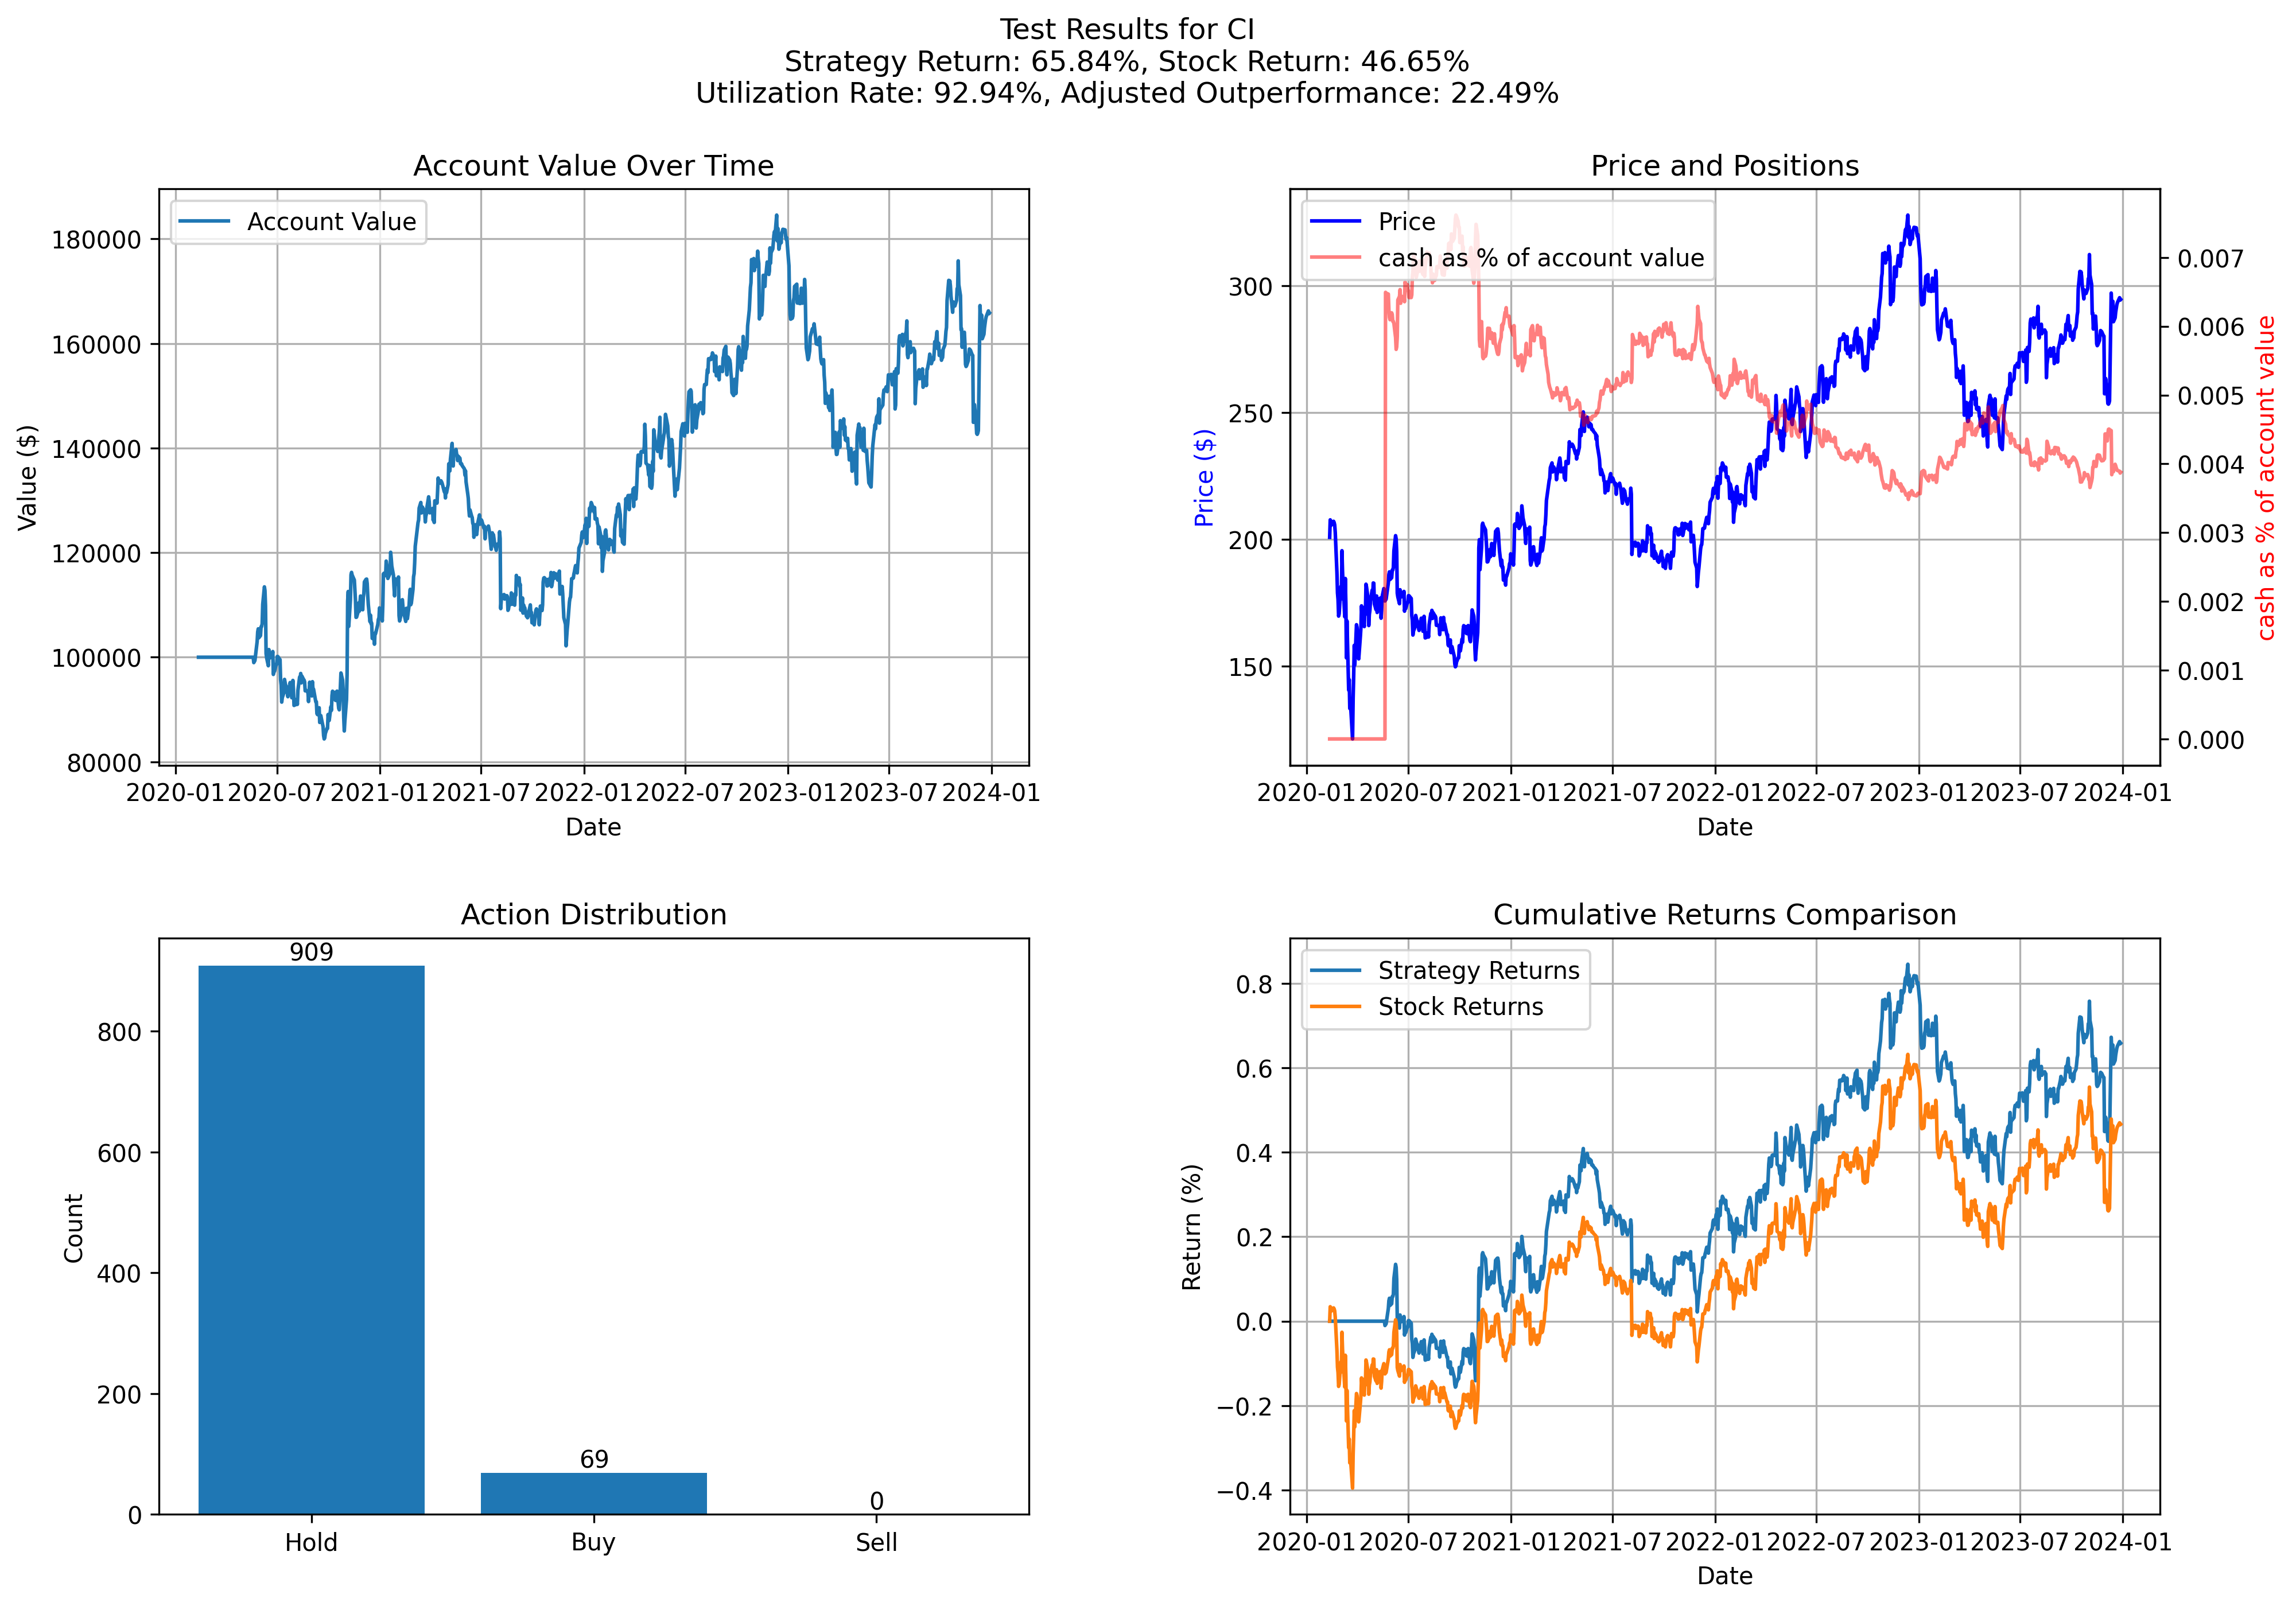 Test Results for CI
Strategy Return: 65.84%, Stock Return: 46.65%
Utilization Rate: 92.94%, Adjusted Outperformance: 22.49%
Account Value Over Time
Account Value
180000
160000
140000
120000
100000
80000
Value ($)
2020-01 2020-07 2021-01 2021-07 2022-01 2022-07 2023-01 2023-07 2024-01
Date
Price and Positions
Price
cash as % of account value
300
250
200
150
Price ($)
0.007
0.006
0.005
0.004
0.003
0.002
0.001
0.000
cash as % of account value
2020-01 2020-07 2021-01 2021-07 2022-01 2022-07 2023-01 2023-07 2024-01
Date
Action Distribution
909
69
0
800
600
400
200
0
Count
Hold Buy Sell
Cumulative Returns Comparison
Strategy Returns
Stock Returns
0.8
0.6
0.4
0.2
0.0
−0.2
−0.4
Return (%)
2020-01 2020-07 2021-01 2021-07 2022-01 2022-07 2023-01 2023-07 2024-01
Date